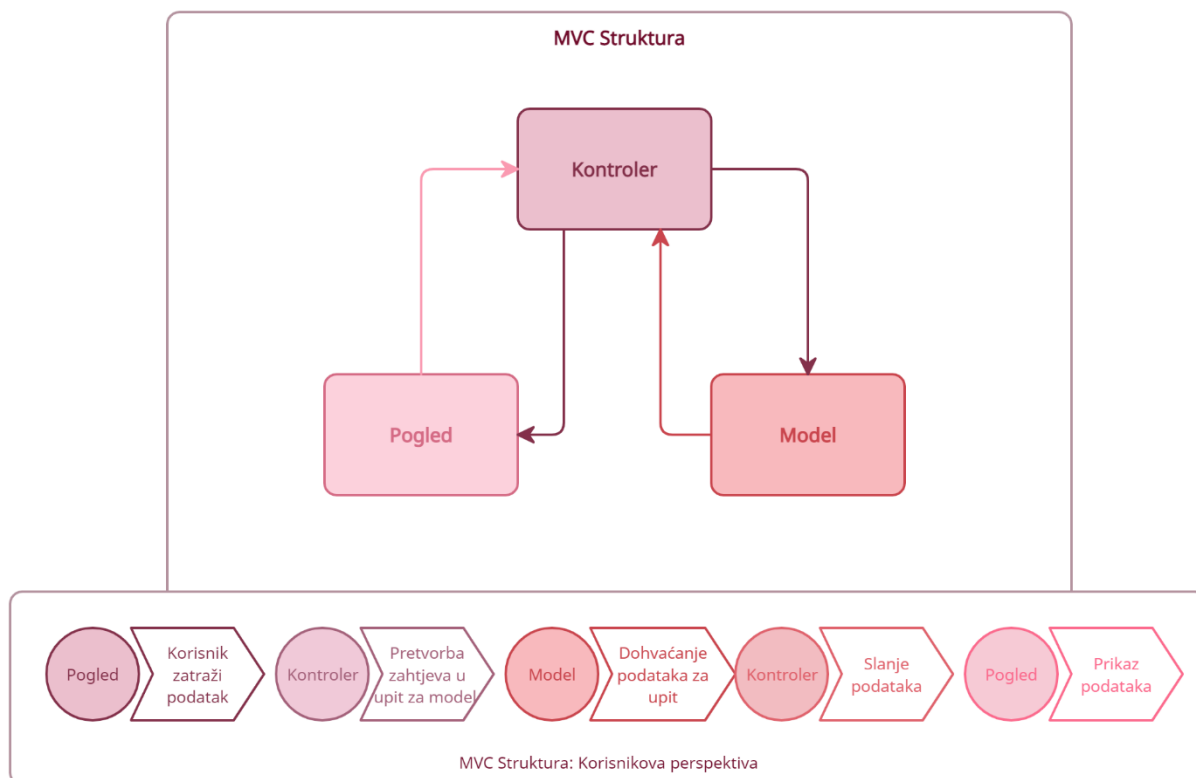 MVC Struktura
Kontroler
Pogled
Model
Pogled
Korisnik
zatraži
podatak
Kontroler
Pretvorba
zahtjeva u
upit za model
Model
Dohvaćanje
podataka za
upit
Kontroler
Slanje
podataka
Pogled
Prikaz
podataka
MVC Struktura: Korisnikova perspektiva